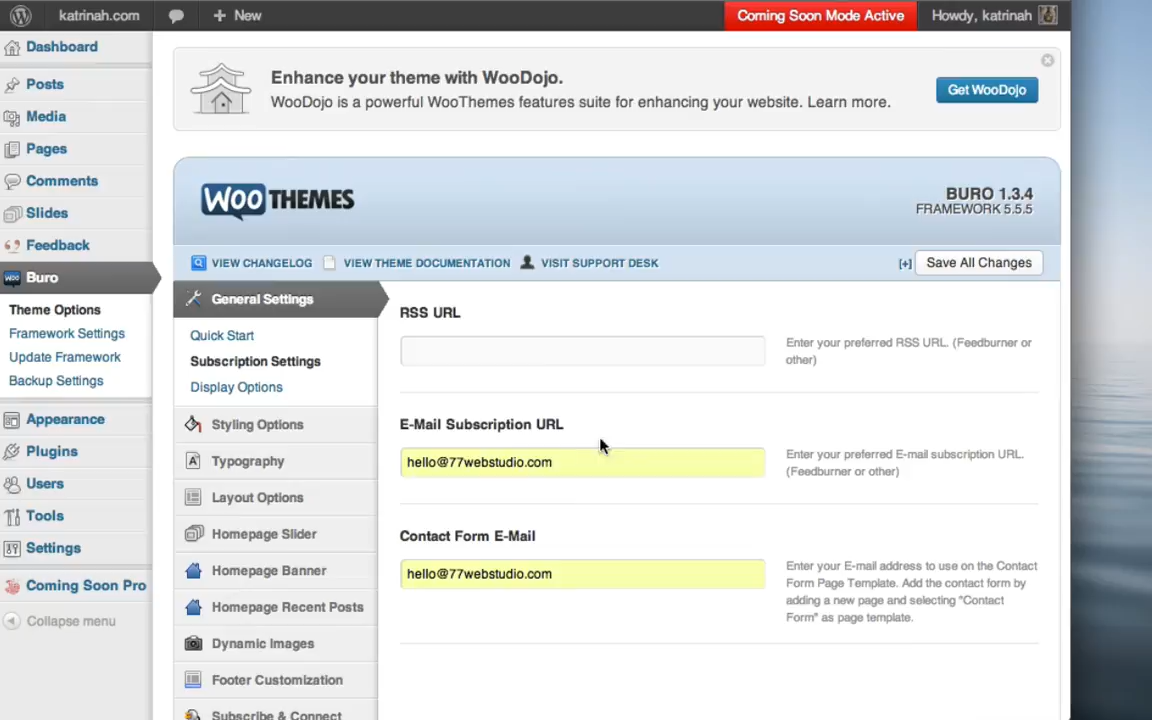 katrinah.com
New
Coming Soon Mode Active
Howdy, katrinah
Dashboard
Posts
Media
Pages
Comments
Slides
Feedback
Buro
Theme Options
Framework Settings
Update Framework
Backup Settings
Appearance
Plugins
Users
Tools
Settings
Coming Soon Pro
Collapse menu
Enhance your theme with WooDojo.
WooDojo is a powerful WooThemes features suite for enhancing your website. Learn more.
Get WooDojo
WOO THEMES
BURO 1.3.4
FRAMEWORK 5.5.5
VIEW CHANGELOG
VIEW THEME DOCUMENTATION
VISIT SUPPORT DESK
[+]
Save All Changes
General Settings
Quick Start
Subscription Settings
Display Options
Styling Options
Typography
Layout Options
Homepage Slider
Homepage Banner
Homepage Recent Posts
Dynamic Images
Footer Customization
Subscribe & Connect
RSS URL
Enter your preferred RSS URL. (Feedburner or
other)
E-Mail Subscription URL
hello@77webstudio.com
Enter your preferred E-mail subscription URL.
(Feedburner or other)
Contact Form E-Mail
hello@77webstudio.com
Enter your E-mail address to use on the Contact
Form Page Template. Add the contact form by
adding a new page and selecting "Contact
Form" as page template.